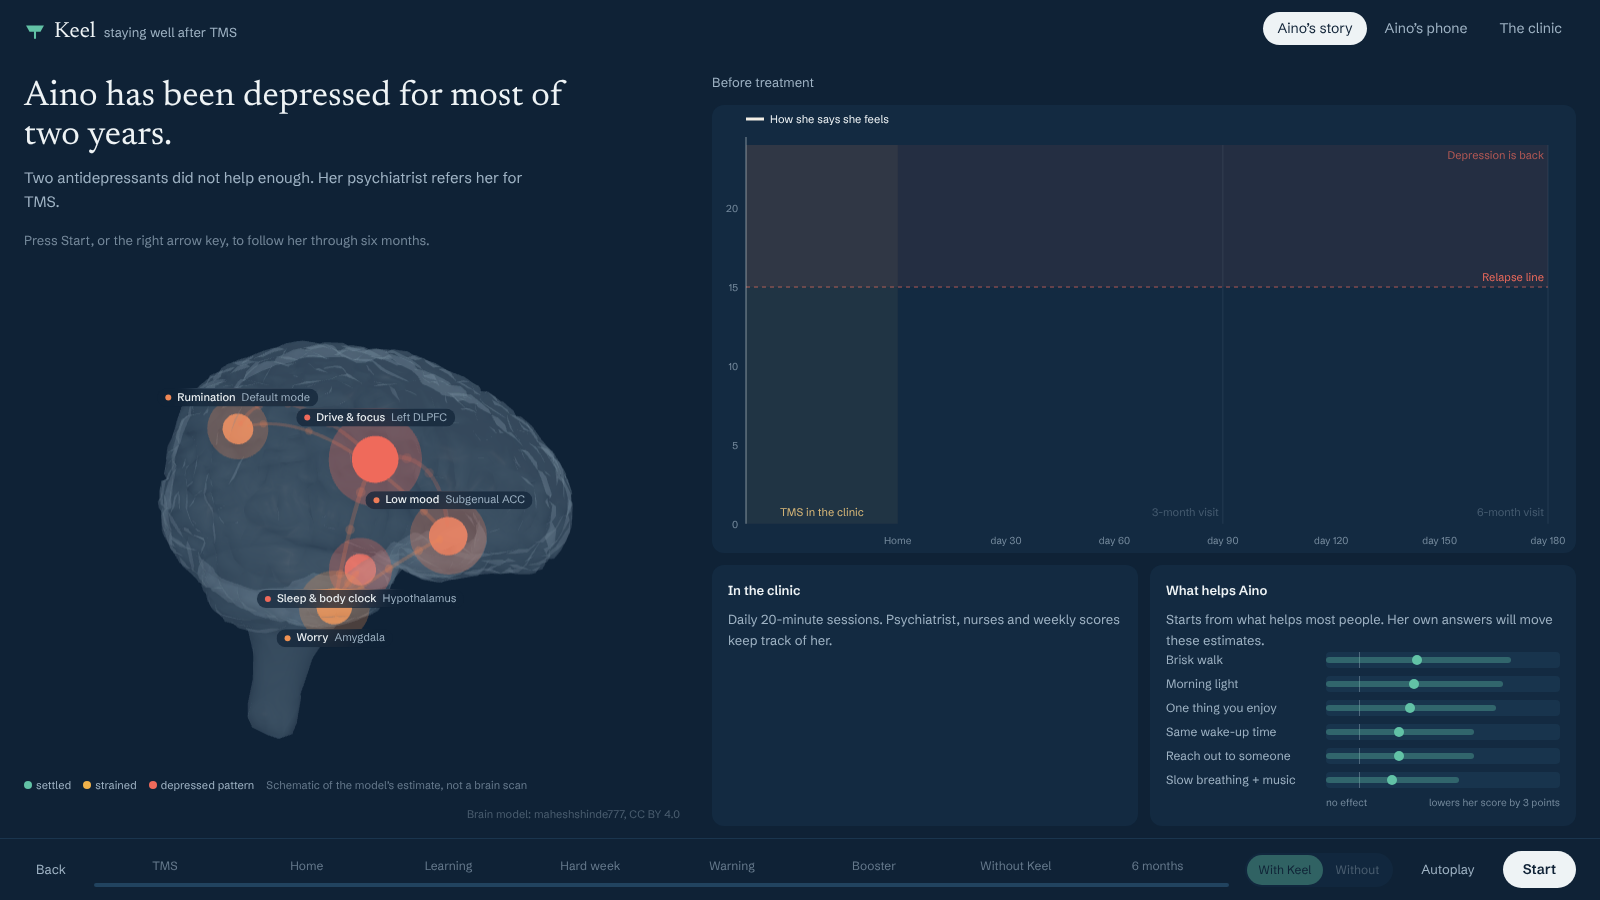 Keel staying well after TMS
Aino’s story
Aino’s phone
The clinic
Aino has been depressed for most of
two years.
Two antidepressants did not help enough. Her psychiatrist refers her for
TMS.
Press Start, or the right arrow key, to follow her through six months.
Rumination Default mode
Drive & focus Left DLPFC
Low mood Subgenual ACC
Sleep & body clock Hypothalamus
Worry Amygdala
settled
strained
depressed pattern
Schematic of the model's estimate, not a brain scan
Brain model: maheshshinde777, CC BY 4.0
Before treatment
How she says she feels
Depression is back
20
Relapse line
15
10
5
0
TMS in the clinic
3-month visit
6-month visit
Home
day 30
day 60
day 90
day 120
day 150
day 180
In the clinic
Daily 20-minute sessions. Psychiatrist, nurses and weekly scores
keep track of her.
What helps Aino
Starts from what helps most people. Her own answers will move
these estimates.
Brisk walk
Morning light
One thing you enjoy
Same wake-up time
Reach out to someone
Slow breathing + music
no effect
lowers her score by 3 points
Back
TMS
Home
Learning
Hard week
Warning
Booster
Without Keel
6 months
With Keel
Without
Autoplay
Start